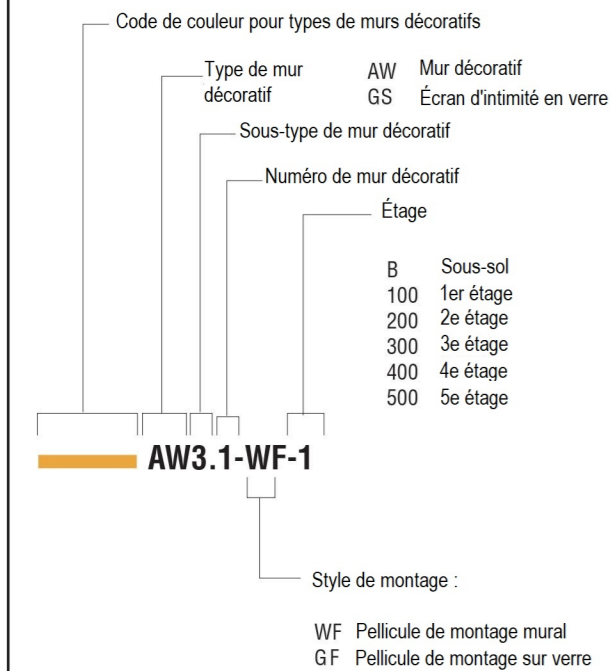 Code de couleur pour types de murs décoratifs
Type de mur
décoratif
AW Mur décoratif
GS Écran d'intimité en verre
Sous-type de mur décoratif
Numéro de mur décoratif
Étage
B Sous-sol
100 1er étage
200 2e étage
300 3e étage
400 4e étage
500 5e étage
AW3.1-WF-1
Style de montage :
WF Pellicule de montage mural
GF Pellicule de montage sur verre